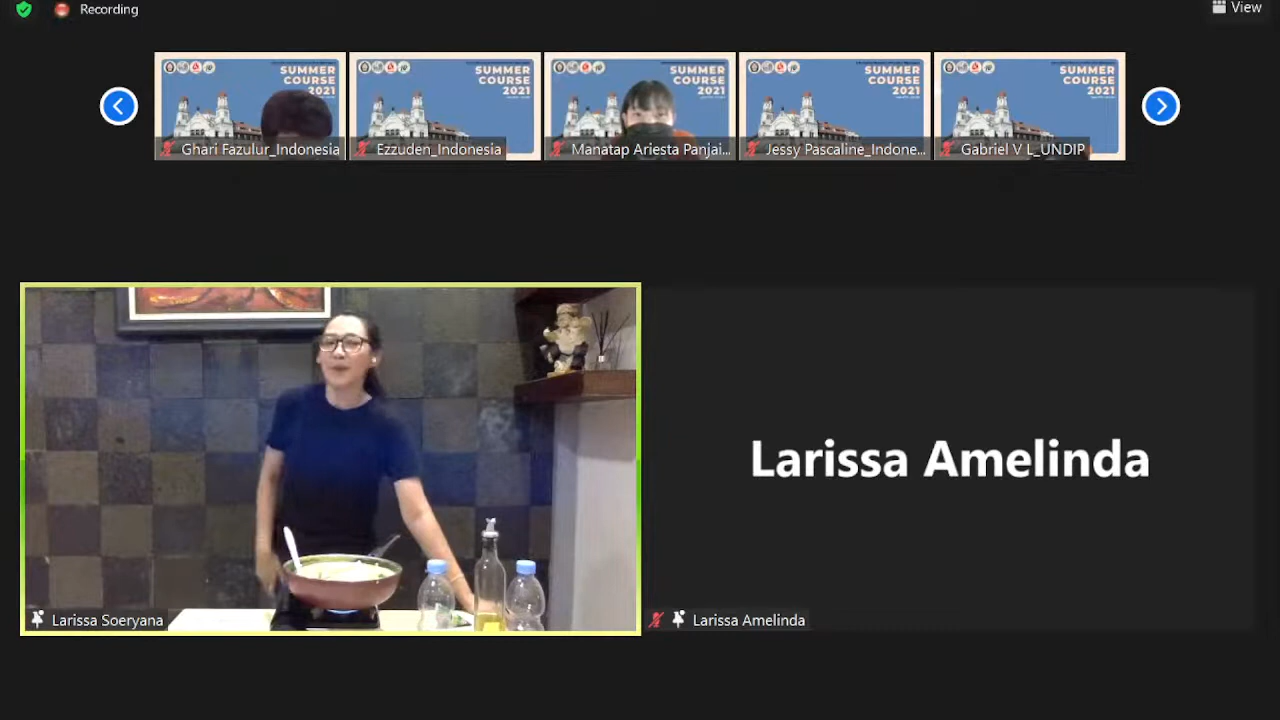 Recording
View
SUMMER
COURSE
2021
SUMMER
COURSE
2021
SUMMER
COURSE
2021
SUMMER
COURSE
2021
SUMMER
COURSE
2021
Ghari Fazulur_Indonesia
Ezzuden_Indonesia
Manatap Ariesta Panjai...
Jessy Pascaline_Indone...
Gabriel V L_UNDIP
Larissa Amelinda
Larissa Soeryana
Larissa Amelinda